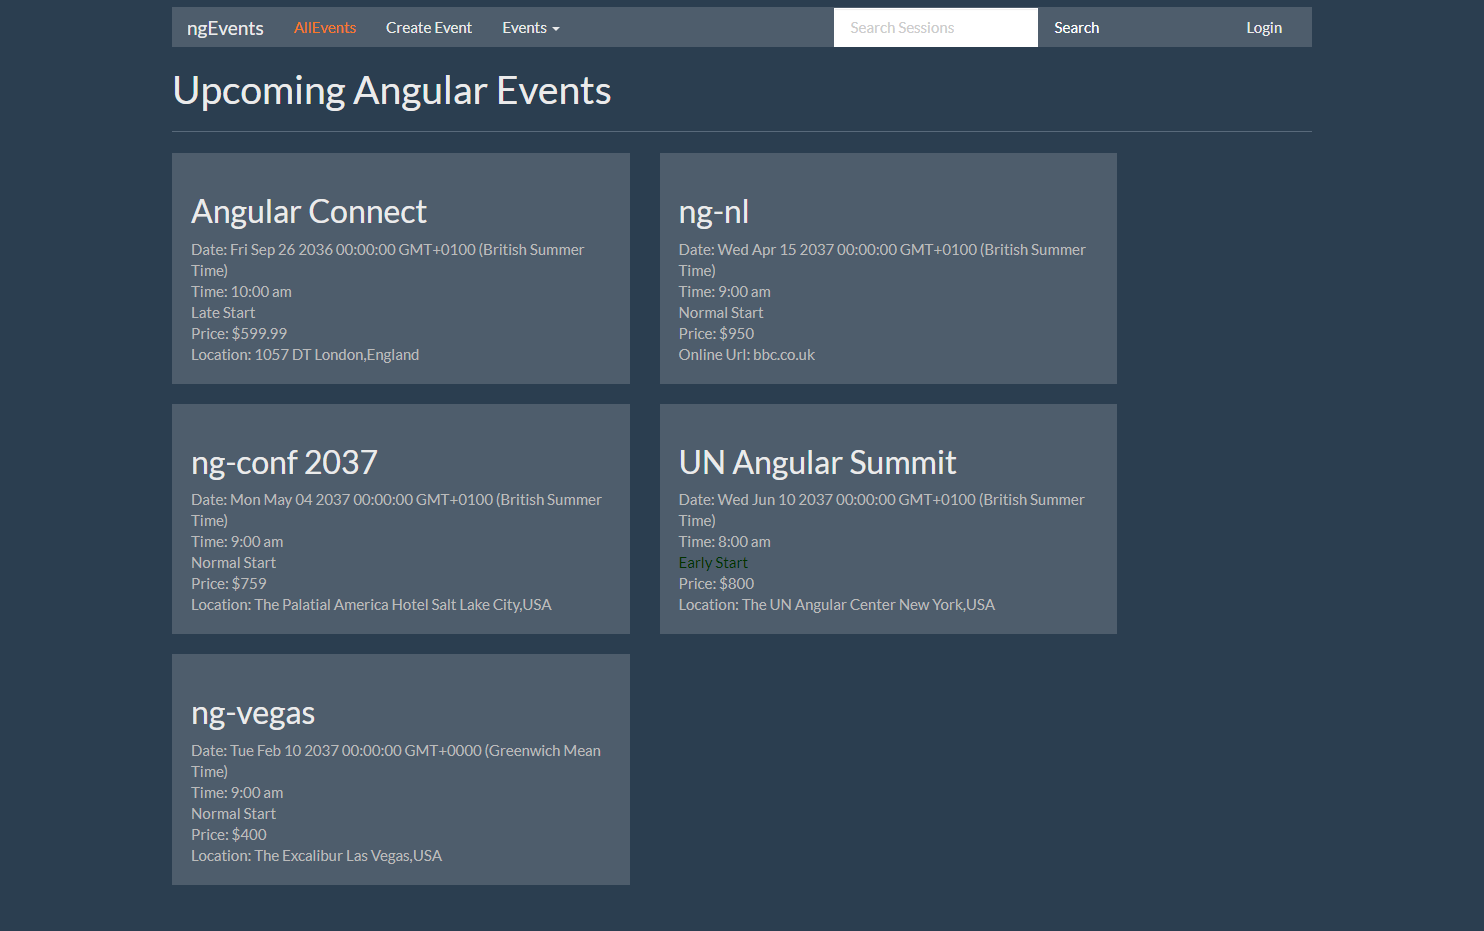 ngEvents AllEvents Create Event Events Search Sessions Search Login
Upcoming Angular Events
Angular Connect
Date: Fri Sep 26 2036 00:00:00 GMT+0100 (British Summer
Time)
Time: 10:00 am
Late Start
Price: $599.99
Location: 1057 DT London,England
ng-nl
Date: Wed Apr 15 2037 00:00:00 GMT+0100 (British Summer
Time)
Time: 9:00 am
Normal Start
Price: $950
Online Url: bbc.co.uk
ng-conf 2037
Date: Mon May 04 2037 00:00:00 GMT+0100 (British Summer
Time)
Time: 9:00 am
Normal Start
Price: $759
Location: The Palatial America Hotel Salt Lake City,USA
UN Angular Summit
Date: Wed Jun 10 2037 00:00:00 GMT+0100 (British Summer
Time)
Time: 8:00 am
Early Start
Price: $800
Location: The UN Angular Center New York,USA
ng-vegas
Date: Tue Feb 10 2037 00:00:00 GMT+0000 (Greenwich Mean
Time)
Time: 9:00 am
Normal Start
Price: $400
Location: The Excalibur Las Vegas,USA